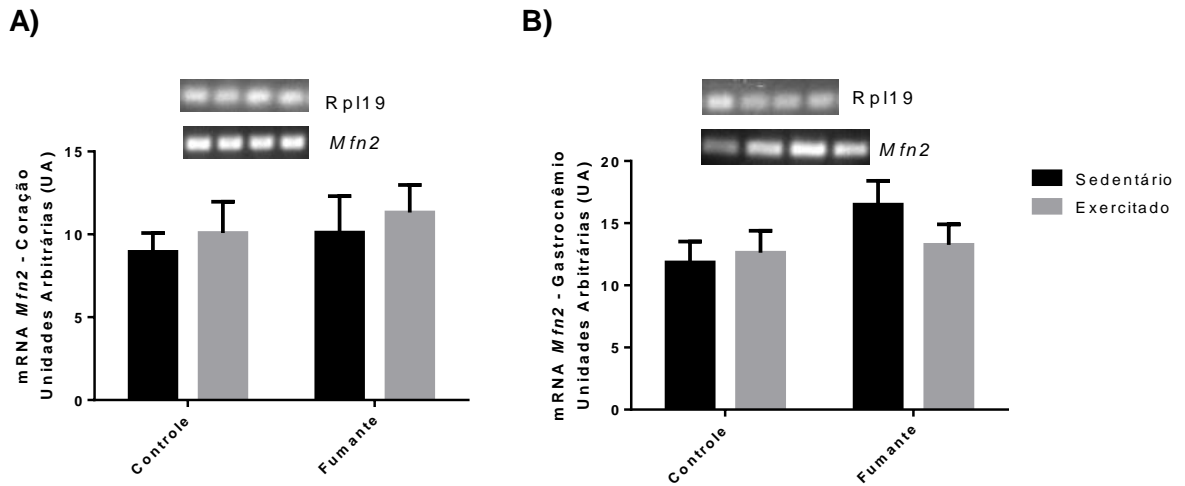 A)
Rpl19
Mfn2
mRNA Mfn2 - Coração
Unidades Arbitrárias (UA)
15
10
5
0
Controle
Fumante
B)
Rpl19
Mfn2
mRNA Mfn2 - Gastrocnêmio
Unidades Arbitrárias (UA)
20
15
10
5
0
Controle
Fumante
Sedentário
Exercitado